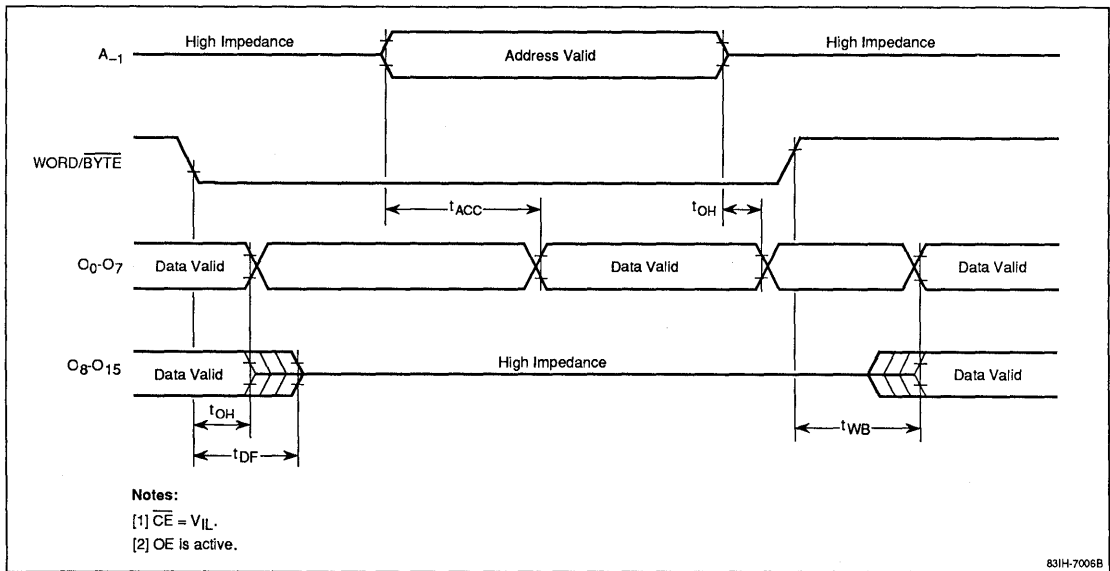 A₋₁ High Impedance Address Valid High Impedance
WORD/B̅Y̅T̅E̅
tACC tOH
O₀-O₇ Data Valid Data Valid Data Valid
O₈-O₁₅ Data Valid High Impedance Data Valid
tOH tWB
tDF
Notes:
[1] C̅E̅ = VIL.
[2] OE is active.
83IH-7006B